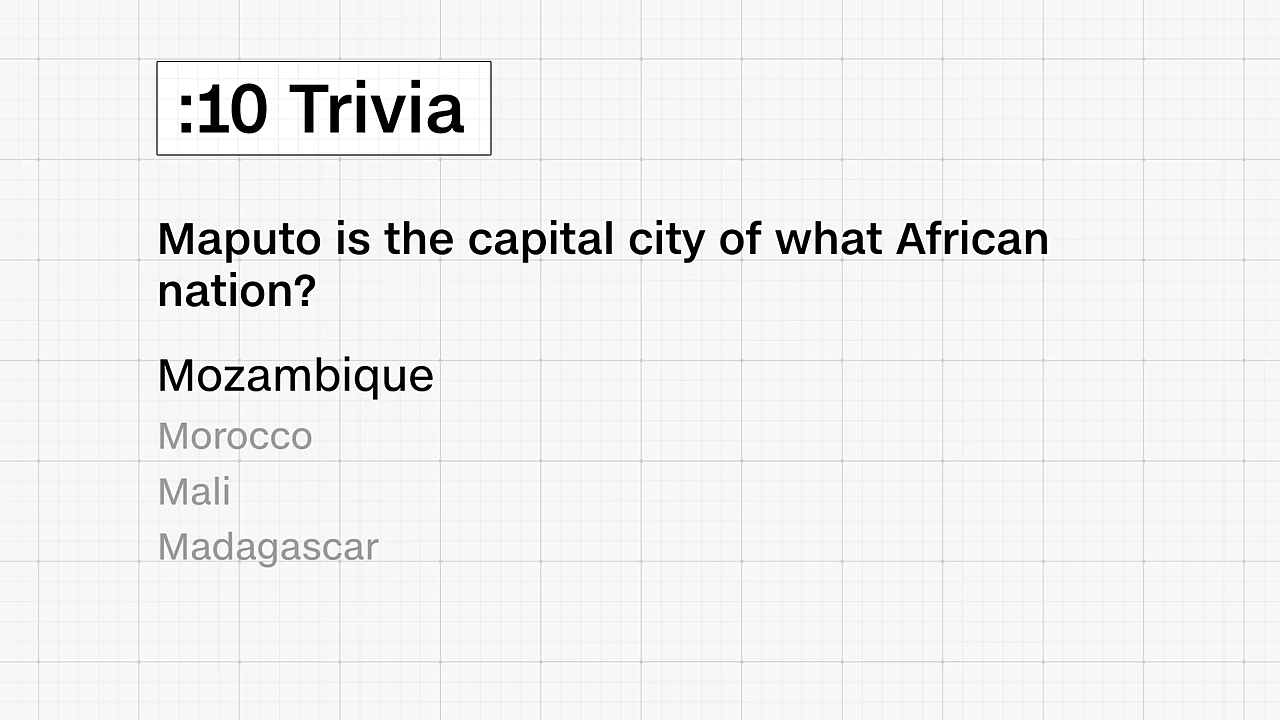 :10 Trivia
Maputo is the capital city of what African
nation?
Mozambique
Morocco
Mali
Madagascar